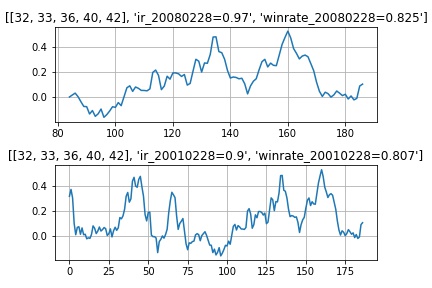 [[32, 33, 36, 40, 42], 'ir_20080228=0.97', 'winrate_20080228=0.825']
0.4
0.2
0.0
80 100 120 140 160 180
[[32, 33, 36, 40, 42], 'ir_20010228=0.9', 'winrate_20010228=0.807']
0.4
0.2
0.0
0 25 50 75 100 125 150 175